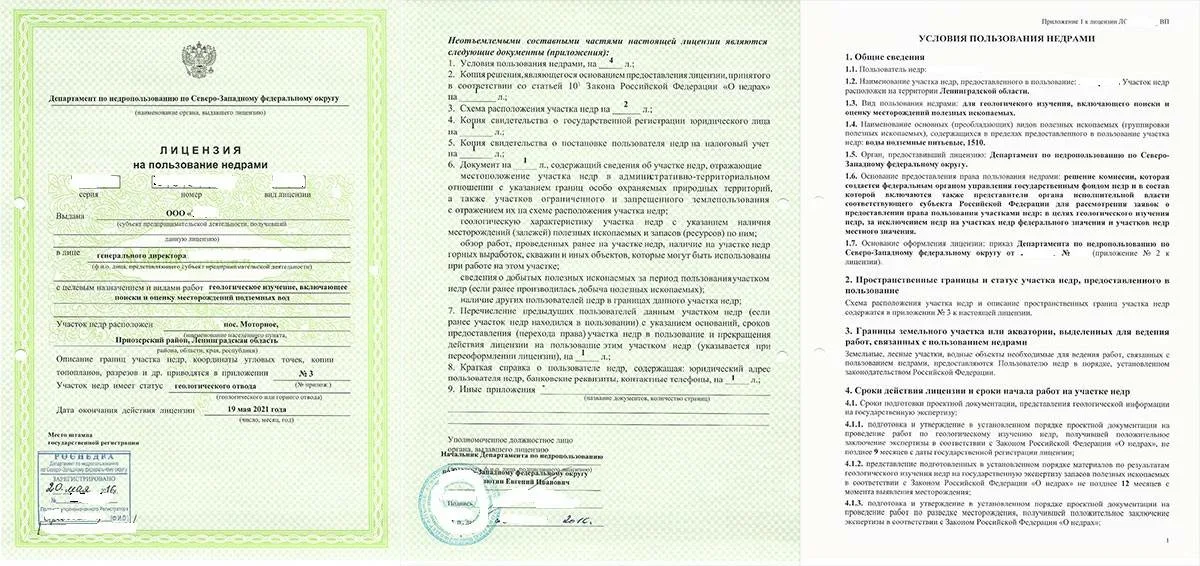 Департамент по недропользованию по Северо-Западному федеральному округу
(наименование органа, выдавшего лицензию)
ЛИЦЕНЗИЯ
на пользование недрами
серия номер вид лицензии
Выдана ООО «
(субъект предпринимательской деятельности, получивший
данную лицензию)
в лице генерального директора
(ф.и.о. лица, представляющего субъект предпринимательской деятельности)
с целевым назначением и видами работ геологическое изучение, включающее
поиски и оценку месторождений подземных вод
Участок недр расположен пос. Моторное,
(наименование населенного пункта,
Приозерский район, Ленинградская область
района, области, края, республики)
Описание границ участка недр, координаты угловых точек, копии
топопланов, разрезов и др. приводятся в приложении № 3
(№ прилож.)
Участок недр имеет статус геологического отвода
(геологического или горного отвода)
Дата окончания действия лицензии 19 мая 2021 года
(число, месяц, год)
Место штампа
государственной регистрации
РОСНЕДРА
Департамент по недропользованию
по Северо-Западному федеральному округу
ЗАРЕГИСТРИРОВАНО
20 мая 2016
№
уполномоченного Регистратора
(Ф.И.О.)
Неотъемлемыми составными частями настоящей лицензии являются
следующие документы (приложения):
1. Условия пользования недрами, на 4 л.;
2. Копия решения, являющегося основанием предоставления лицензии, принятого
в соответствии со статьей 10¹ Закона Российской Федерации «О недрах»
на 1 л.;
3. Схема расположения участка недр на 2 л.;
4. Копия свидетельства о государственной регистрации юридического лица
на 1 л.;
5. Копия свидетельства о постановке пользователя недр на налоговый учет
на 1 л.;
6. Документ на 1 л., содержащий сведения об участке недр, отражающие
местоположение участка недр в административно-территориальном
отношении с указанием границ особо охраняемых природных территорий,
а также участков ограниченного и запрещенного землепользования
с отражением их на схеме расположения участка недр;
геологическую характеристику участка недр с указанием наличия
месторождений (залежей) полезных ископаемых и запасов (ресурсов) по ним;
обзор работ, проведенных ранее на участке недр, наличие на участке недр
горных выработок, скважин и иных объектов, которые могут быть использованы
при работе на этом участке;
сведения о добытых полезных ископаемых за период пользования участком
недр (если ранее производилась добыча полезных ископаемых);
наличие других пользователей недр в границах данного участка недр;
7. Перечисление предыдущих пользователей данным участком недр (если
ранее участок недр находился в пользовании) с указанием оснований, сроков
предоставления (перехода права) участка недр в пользование и прекращения
действия лицензии на пользование этим участком недр (указывается при
переоформлении лицензии), на 1 л.;
8. Краткая справка о пользователе недр, содержащая: юридический адрес
пользователя недр, банковские реквизиты, контактные телефоны, на 1 л.;
9. Иные приложения
(название документов, количество страниц)
Уполномоченное должностное лицо
органа, выдавшего лицензию
Начальник Департамента по недропользованию
Западному федеральному округу
Евгений Иванович
Подпись
2016 г.
Приложение 1 к лицензии ЛО ВП
УСЛОВИЯ ПОЛЬЗОВАНИЯ НЕДРАМИ
1. Общие сведения
1.1. Пользователь недр:
1.2. Наименование участка недр, предоставленного в пользование: . Участок недр
расположен на территории Ленинградской области.
1.3. Вид пользования недрами: для геологического изучения, включающего поиски и
оценку месторождений полезных ископаемых.
1.4. Наименование основных (преобладающих) видов полезных ископаемых (группировки
полезных ископаемых), содержащихся в пределах предоставленного в пользование участка
недр: воды подземные питьевые, 1510.
1.5. Орган, предоставивший лицензию: Департамент по недропользованию по Северо-
Западному федеральному округу.
1.6. Основание предоставления права пользования недрами: решение комиссии, которая
создается федеральным органом управления государственным фондом недр и в состав
которой включаются также представители органа исполнительной власти
соответствующего субъекта Российской Федерации для рассмотрения заявок о
предоставлении права пользования участками недр: в целях геологического изучения
недр, за исключением недр на участках недр федерального значения и участков недр
местного значения.
1.7. Основание оформления лицензии: приказ Департамента по недропользованию по
Северо-Западному федеральному округу от . № (приложение № 2 к
лицензии).
2. Пространственные границы и статус участка недр, предоставленного в
пользование
Схема расположения участка недр и описание пространственных границ участка недр
содержатся в приложении № 3 к настоящей лицензии.
3. Границы земельного участка или акватории, выделенных для ведения
работ, связанных с пользованием недрами
Земельные, лесные участки, водные объекты необходимые для ведения работ, связанных с
пользованием недрами, предоставляются Пользователю недр в порядке, установленном
законодательством Российской Федерации.
4. Сроки действия лицензии и сроки начала работ на участке недр
4.1. Сроки подготовки проектной документации, представления геологической информации
на государственную экспертизу:
4.1.1. подготовка и утверждение в установленном порядке проектной документации на
проведение работ по геологическому изучению недр, получившей положительное
заключение экспертизы в соответствии с Законом Российской Федерации «О недрах», не
позднее 9 месяцев с даты государственной регистрации лицензии;
4.1.2. представление подготовленных в установленном порядке материалов по результатам
геологического изучения недр на государственную экспертизу запасов полезных ископаемых
в соответствии с Законом Российской Федерации «О недрах» не позднее 12 месяцев с
момента выявления месторождения;
4.1.3. подготовка и утверждение в установленном порядке проектной документации на
проведение работ по разведке месторождения, получившей положительное заключение
экспертизы в соответствии с Законом Российской Федерации «О недрах»;
1